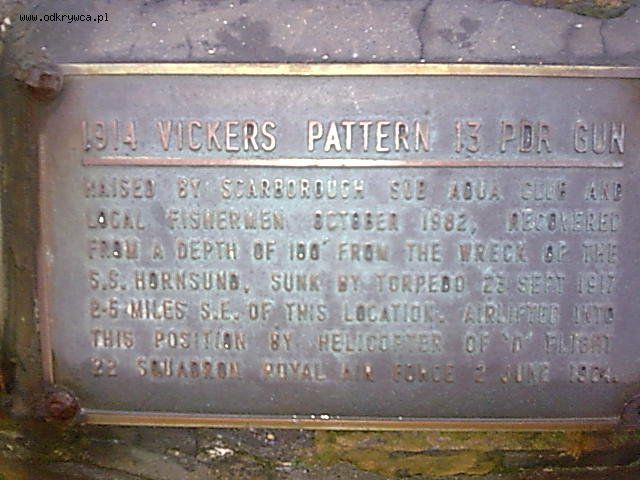 www.odkrywca.pl
1914 VICKERS PATTERN 13 PDR GUN
RAISED BY SCARBOROUGH SUB AQUA CLUB AND
LOCAL FISHERMEN OCTOBER 1982, RECOVERED
FROM A DEPTH OF 100' FROM THE WRECK OF THE
S.S. HORNSUND, SUNK BY TORPEDO 23 SEPT 1917
2·5 MILES S.E. OF THIS LOCATION. AIRLIFTED INTO
THIS POSITION BY HELICOPTER OF 'D' FLIGHT
22 SQUADRON ROYAL AIR FORCE 2 JUNE 1984.